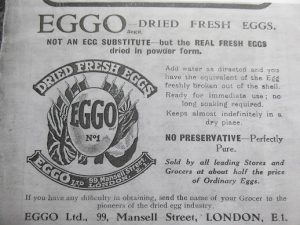 EGGO—DRIED FRESH EGGS.
Regd.
NOT AN EGG SUBSTITUTE—but the REAL FRESH EGGS
dried in powder form.
DRIED FRESH EGGS
EGGO
Nº1
EGGO LTD 99 Mansell Street LONDON, E.1.
Add water as directed and you
have the equivalent of the Egg
freshly broken out of the shell.
Ready for immediate use; no
long soaking required.
Keeps almost indefinitely in a
dry place.
NO PRESERVATIVE—Perfectly
Pure.
Sold by all leading Stores and
Grocers at about half the price
of Ordinary Eggs.
If you have any difficulty in obtaining, send the name of your Grocer to the
pioneers of the dried egg industry.
EGGO Ltd., 99, Mansell Street, LONDON, E.1.